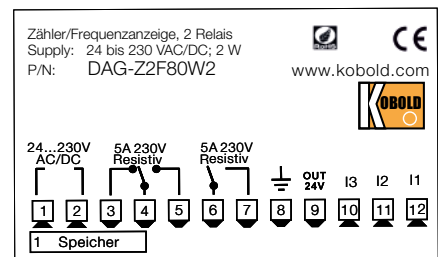 Zähler/Frequenzanzeige, 2 Relais
Supply: 24 bis 230 VAC/DC; 2 W
P/N: DAG-Z2F80W2
RoHS
CE
www.kobold.com
KOBOLD
24...230V 5A 230V 5A 230V
AC/DC Resistiv Resistiv
OUT
24V I3 I2 I1
1 2 3 4 5 6 7 8 9 10 11 12
1 Speicher